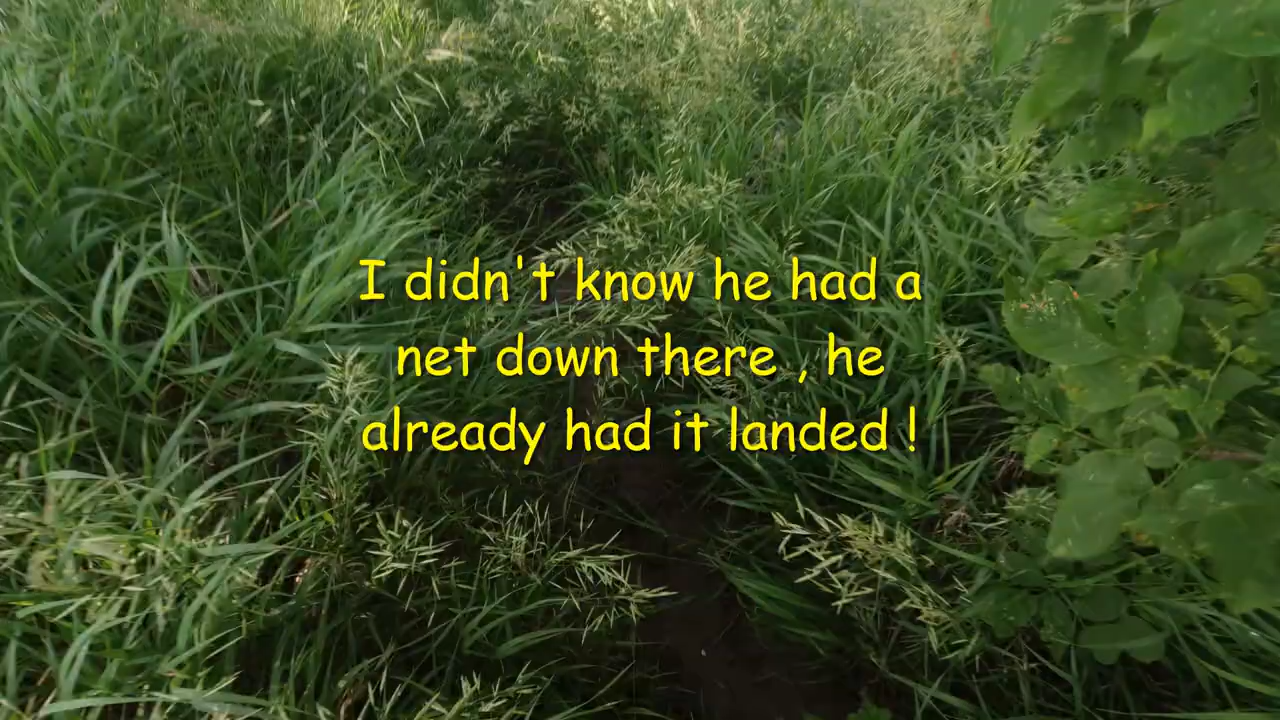 I didn't know he had a
net down there , he
already had it landed !